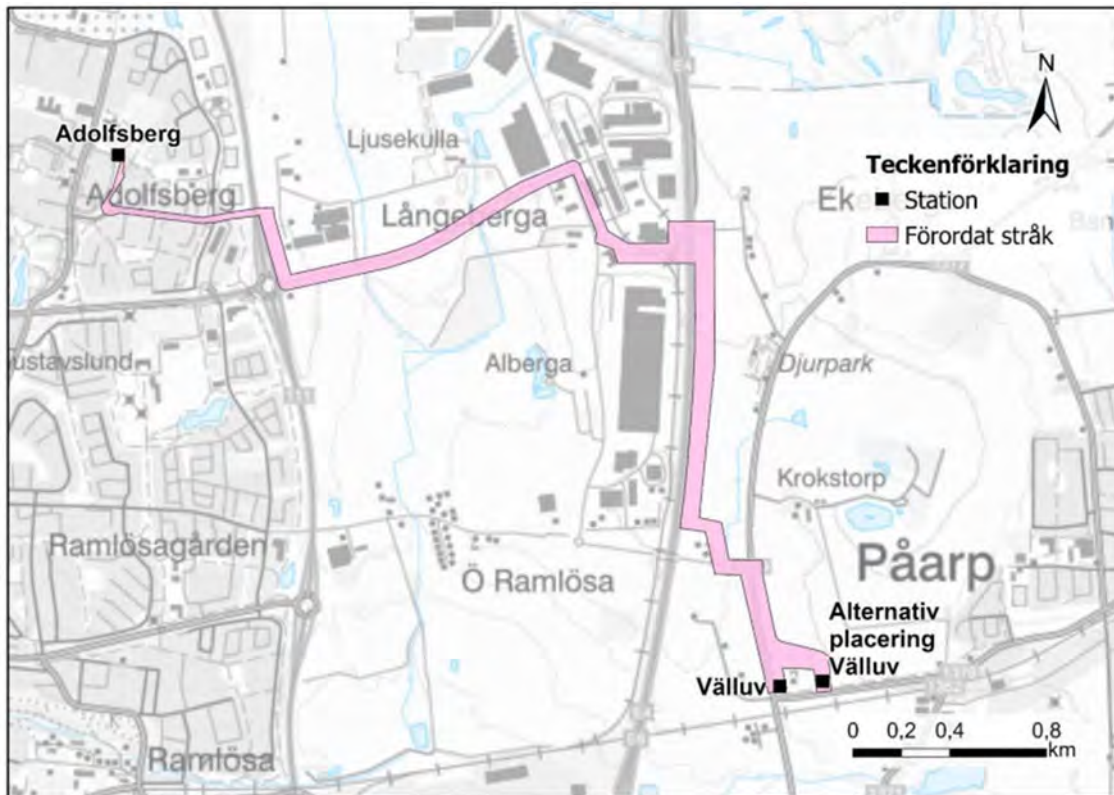 N
Adolfsberg
Ljusekulla
Teckenförklaring
Adolfsberg
Station
Långeberga
Förordat stråk
Alberga
Djurpark
Krokstorp
Ramlösagården
Påarp
Ö Ramlösa
Alternativ
placering
Välluv
Välluv
0 0,2 0,4 0,8
km
Ramlösa